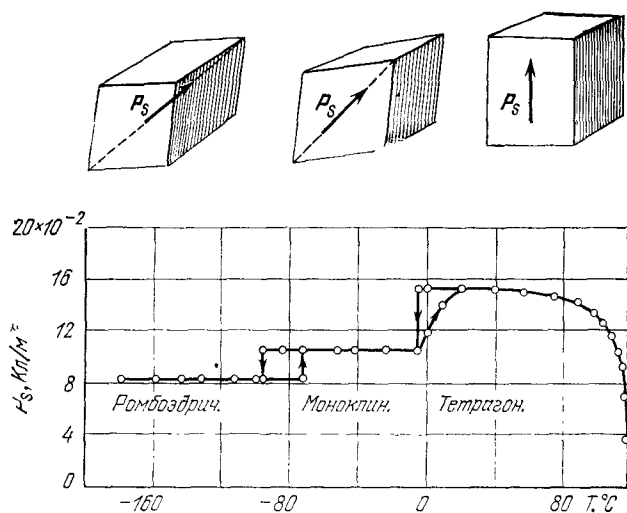 P_S
P_S
P_S
20×10⁻²
16
12
8
4
0
P_S, Кл/м²
Ромбоэдрич.
Моноклин.
Тетрагон.
-160
-80
0
80
T,°C